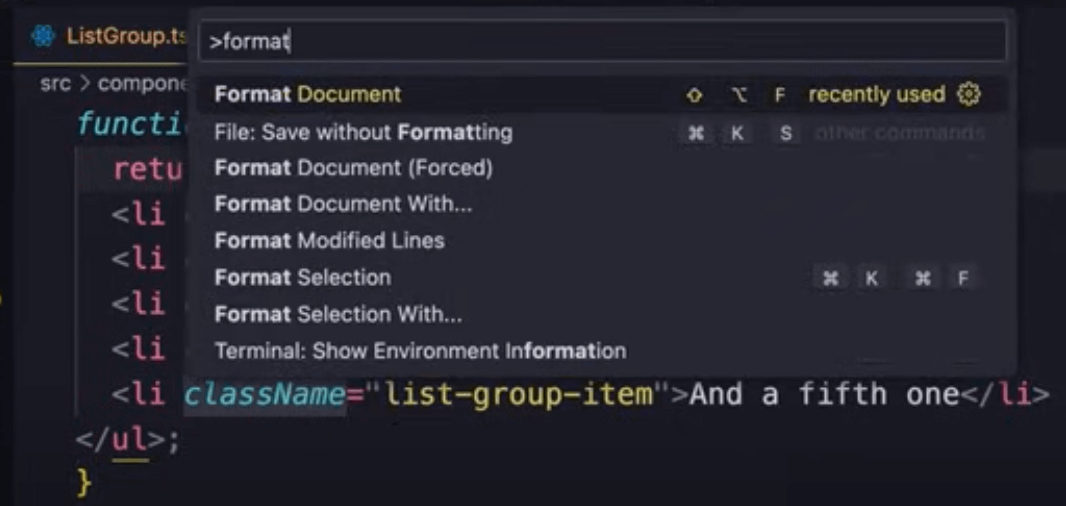 ListGroup.ts
>format
src > compone
Format Document ⇧ ⌥ F recently used
File: Save without Formatting ⌘ K S other commands
Format Document (Forced)
Format Document With...
Format Modified Lines
Format Selection ⌘ K ⌘ F
Format Selection With...
Terminal: Show Environment Information
functi
retu
<li
<li
<li
<li
<li className="list-group-item">And a fifth one</li>
</ul>;
}